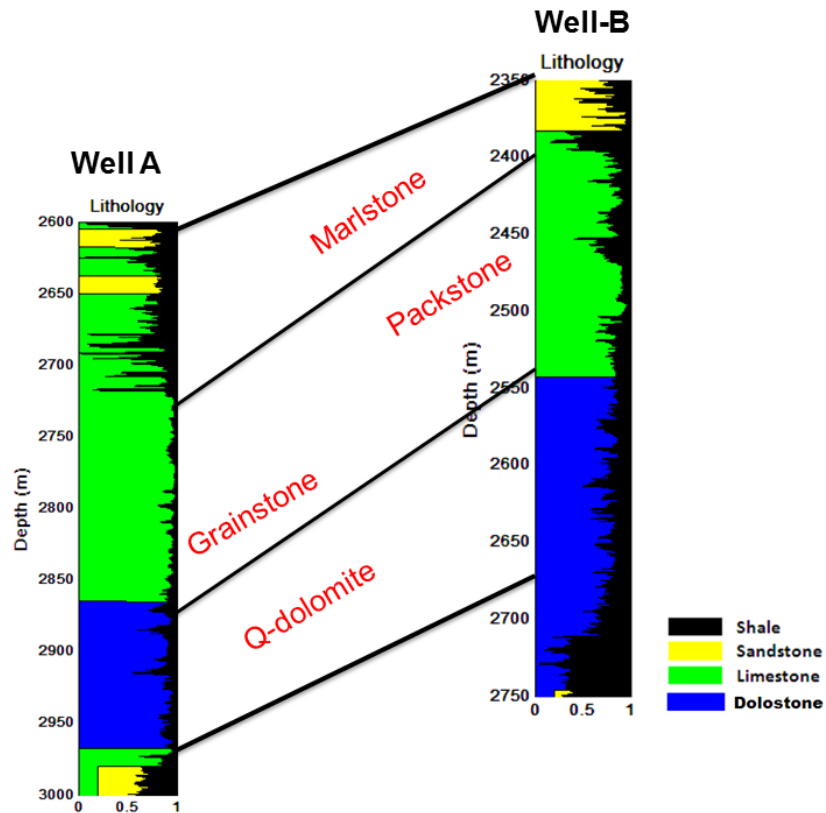 Well-B
Lithology
2350
2400
2450
2500
2550
2600
2650
2700
2750
Depth (m)
0 0.5 1
Well A
Lithology
2600
2650
2700
2750
2800
2850
2900
2950
3000
Depth (m)
0 0.5 1
Marlstone
Packstone
Grainstone
Q-dolomite
Shale
Sandstone
Limestone
Dolostone